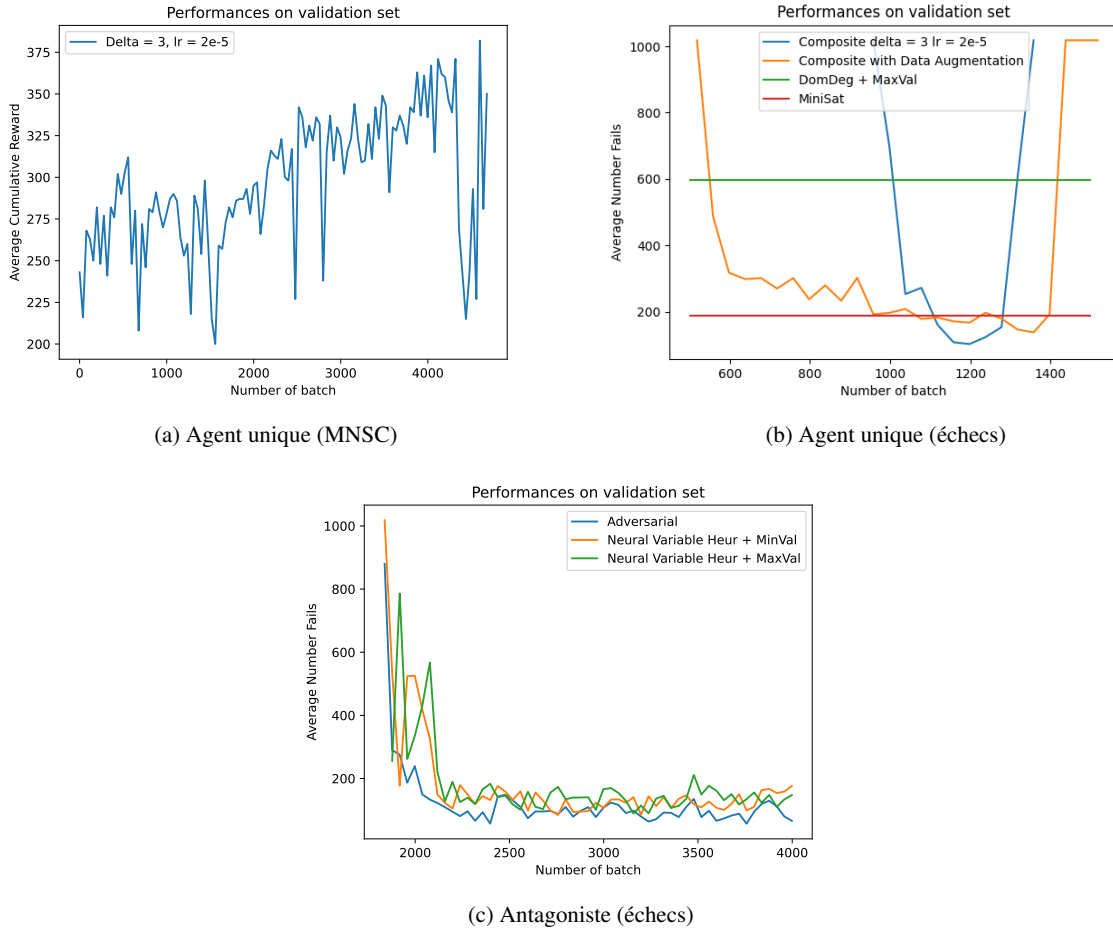 Performances on validation set
Delta = 3, lr = 2e-5
Average Cumulative Reward
375
350
325
300
275
250
225
200
0
1000
2000
3000
4000
Number of batch
(a) Agent unique (MNSC)
Performances on validation set
Composite delta = 3 lr = 2e-5
Composite with Data Augmentation
DomDeg + MaxVal
MiniSat
Average Number Fails
1000
800
600
400
200
600
800
1000
1200
1400
Number of batch
(b) Agent unique (échecs)
Performances on validation set
Adversarial
Neural Variable Heur + MinVal
Neural Variable Heur + MaxVal
Average Number Fails
1000
800
600
400
200
2000
2500
3000
3500
4000
Number of batch
(c) Antagoniste (échecs)